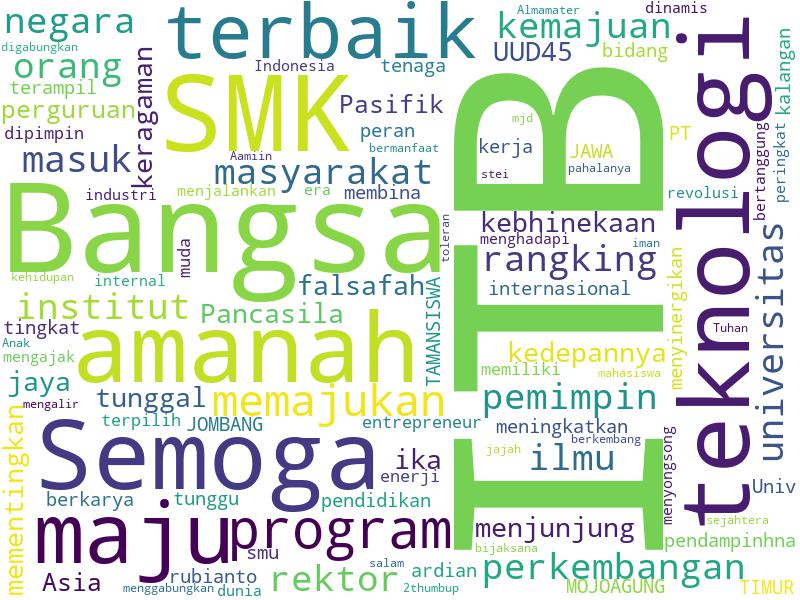 negara
digabungkan
orang
terampil
perguruan
dipimpin
masuk
keragaman
terbaik
Almamater
kemajuan
dinamis
UUD45
bidang
Indonesia
tenaga
SMK
Pasifik
peran
bermanfaat
Aamiin
masyarakat
industri
menjalankan
era
membina
Bangsa
muda
toleran
kehidupan
internal
falsafah
institut
Pancasila
tingkat
Anak
mengajak
amanah
TAMANSISWA
jaya
mengalir
tunggal
memajukan
terpilih
JOMBANG
entrepreneur
mementingkan
Semoga
ika
enerji
berkarya
tunggu
pendidikan
maju
program
smu
Asia
rubianto
menggabungkan
dunia
rektor
salam
ardian
2thumbup
ITB
mjd
kerja
JAWA
stei
pahalanya
kebhinekaan
menghadapi
iman
rangking
internasional
kedepannya
memiliki
mahasiswa
pemimpin
meningkatkan
berkembang
jajah
ilmu
menjunjung
bijaksana
perkembangan
MOJOAGUNG
TIMUR
teknologi
PT
revolusi
bertanggung
peringkat
kalangan
menyinergikan
Tuhan
universitas
menyongsong
Univ
sejahtera
pendampinhna